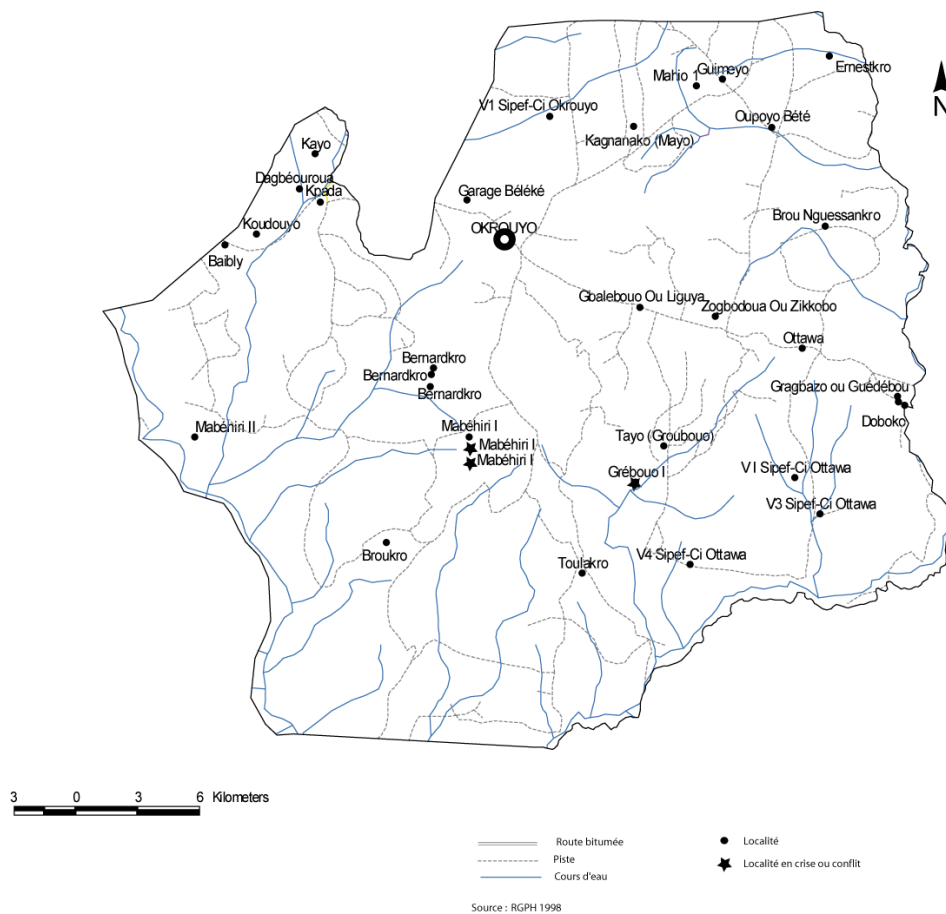 Ernestkro
N
Guimeyo
Mahio 1
V1 Sipef-Ci Okrouyo
Oupoyo Bété
Kagnanako (Mayo)
Kayo
Dagbéouroua
Kpada
Garage Béléké
Koudouyo
OKROUYO
Brou Nguessankro
Baibly
Gbalebouo Ou Liguya
Zogbodoua Ou Zikkobo
Ottawa
Bernardkro
Bernardkro
Bernardkro
Gragbazo ou Guédébou
Doboko
Mabéhiri II
Mabéhiri I
Mabéhiri I
Mabéhiri I
Tayo (Groubouo)
Grébouo I
V I Sipef-Ci Ottawa
V3 Sipef-Ci Ottawa
Broukro
Toulakro
V4 Sipef-Ci Ottawa
3 0 3 6 Kilometers
Route bitumée
Piste
Cours d'eau
Localité
Localité en crise ou conflit
Source : RGPH 1998